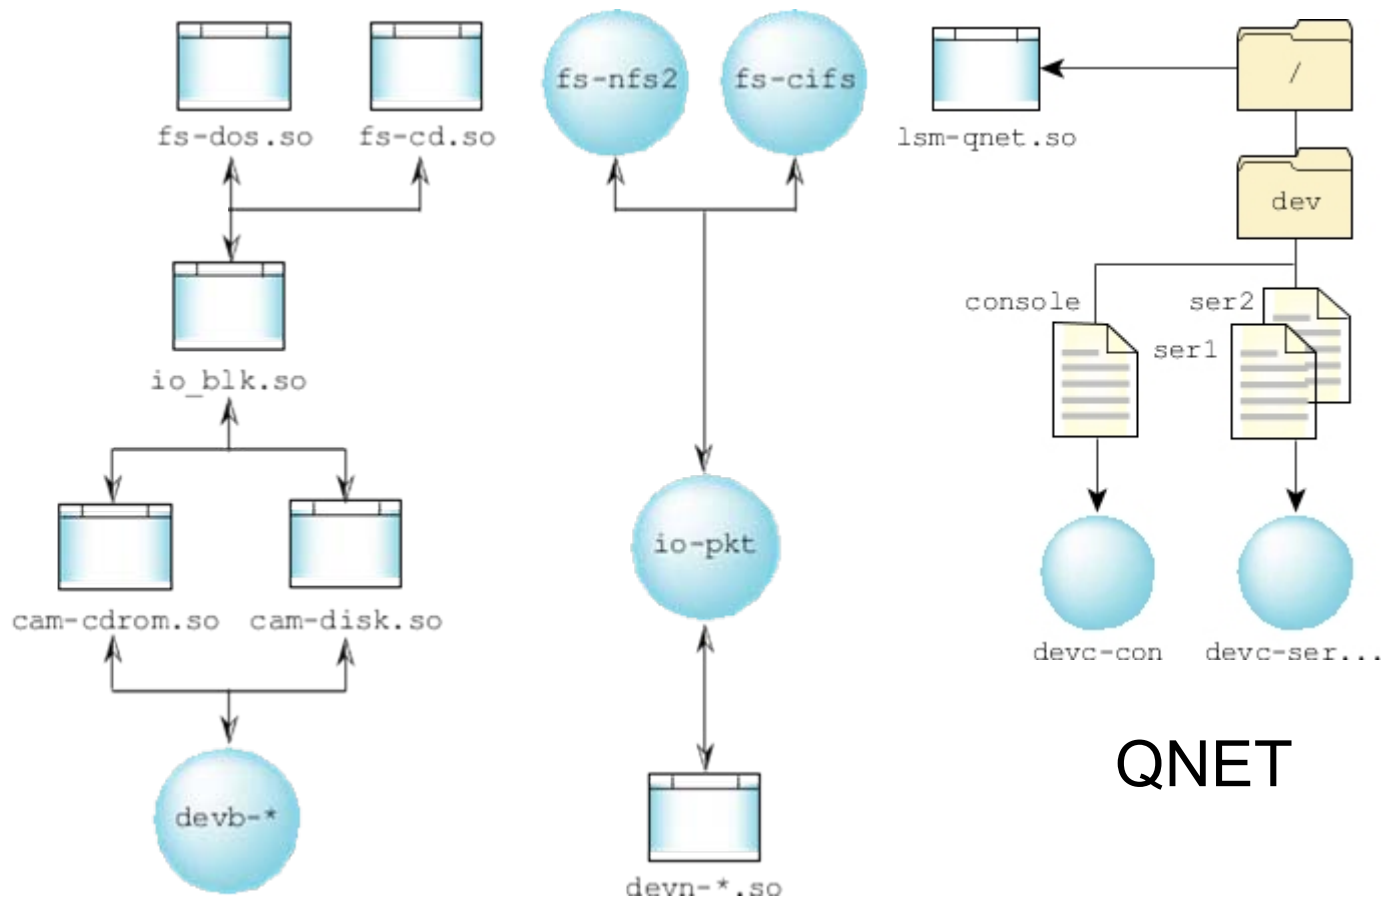 fs-dos.so
fs-cd.so
fs-nfs2
fs-cifs
lsm-qnet.so
/
dev
console
ser2
ser1
io_blk.so
io-pkt
cam-cdrom.so
cam-disk.so
devc-con
devc-ser...
QNET
devb-*
devn-*.so